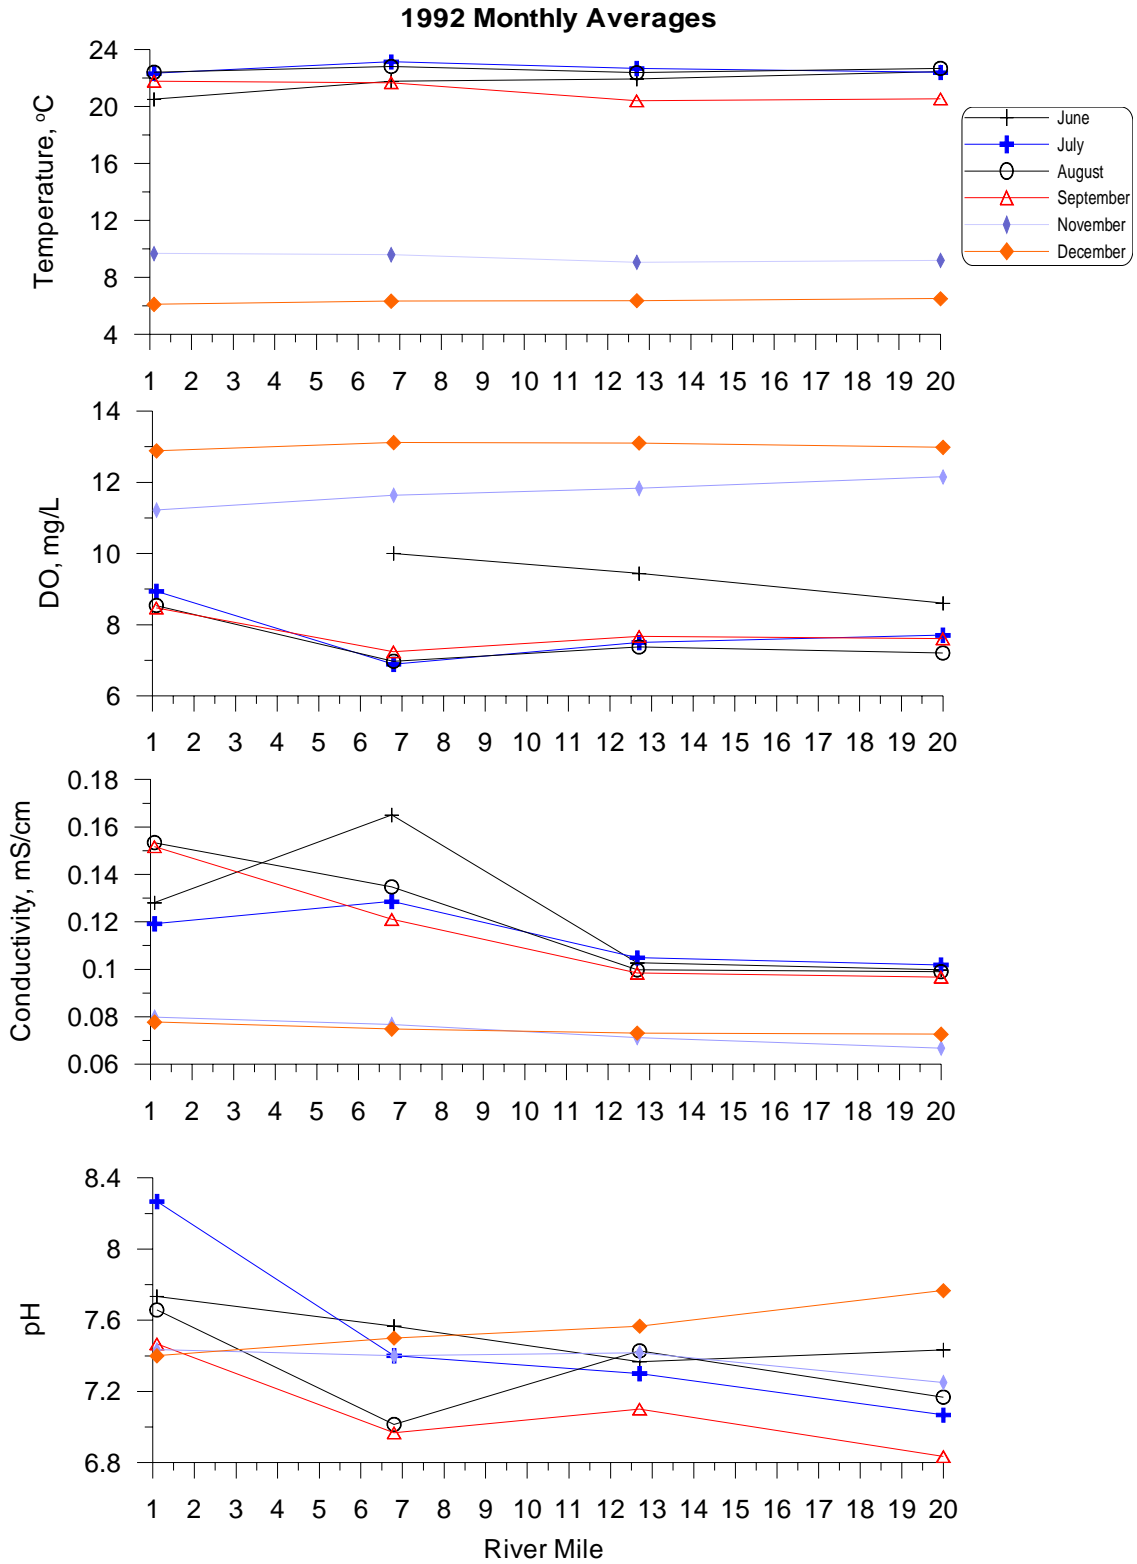 1992 Monthly Averages
24
20
16
12
8
4
Temperature, oC
1 2 3 4 5 6 7 8 9 10 11 12 13 14 15 16 17 18 19 20
June
July
August
September
November
December
14
12
10
8
6
DO, mg/L
1 2 3 4 5 6 7 8 9 10 11 12 13 14 15 16 17 18 19 20
0.18
0.16
0.14
0.12
0.1
0.08
0.06
Conductivity, mS/cm
1 2 3 4 5 6 7 8 9 10 11 12 13 14 15 16 17 18 19 20
8.4
8
7.6
7.2
6.8
pH
1 2 3 4 5 6 7 8 9 10 11 12 13 14 15 16 17 18 19 20
River Mile